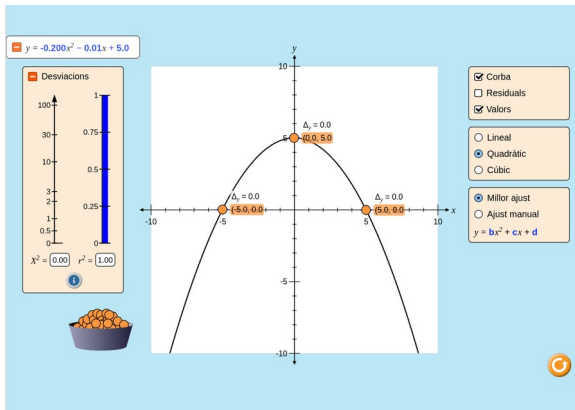 y = -0.200x² − 0.01x + 5.0
Desviacions
100
30
10
3
2
1
0.5
0
1
0.75
0.5
0.25
0
X² = 0.00 r² = 1.00
i
y
10
5
-5
-10
-10
-5
5
10
x
Δy = 0.0
(0.0, 5.0
Δy = 0.0
(-5.0, 0.0
Δy = 0.0
(5.0, 0.0
Corba
Residuals
Valors
Lineal
Quadràtic
Cúbic
Millor ajust
Ajust manual
y = bx² + cx + d